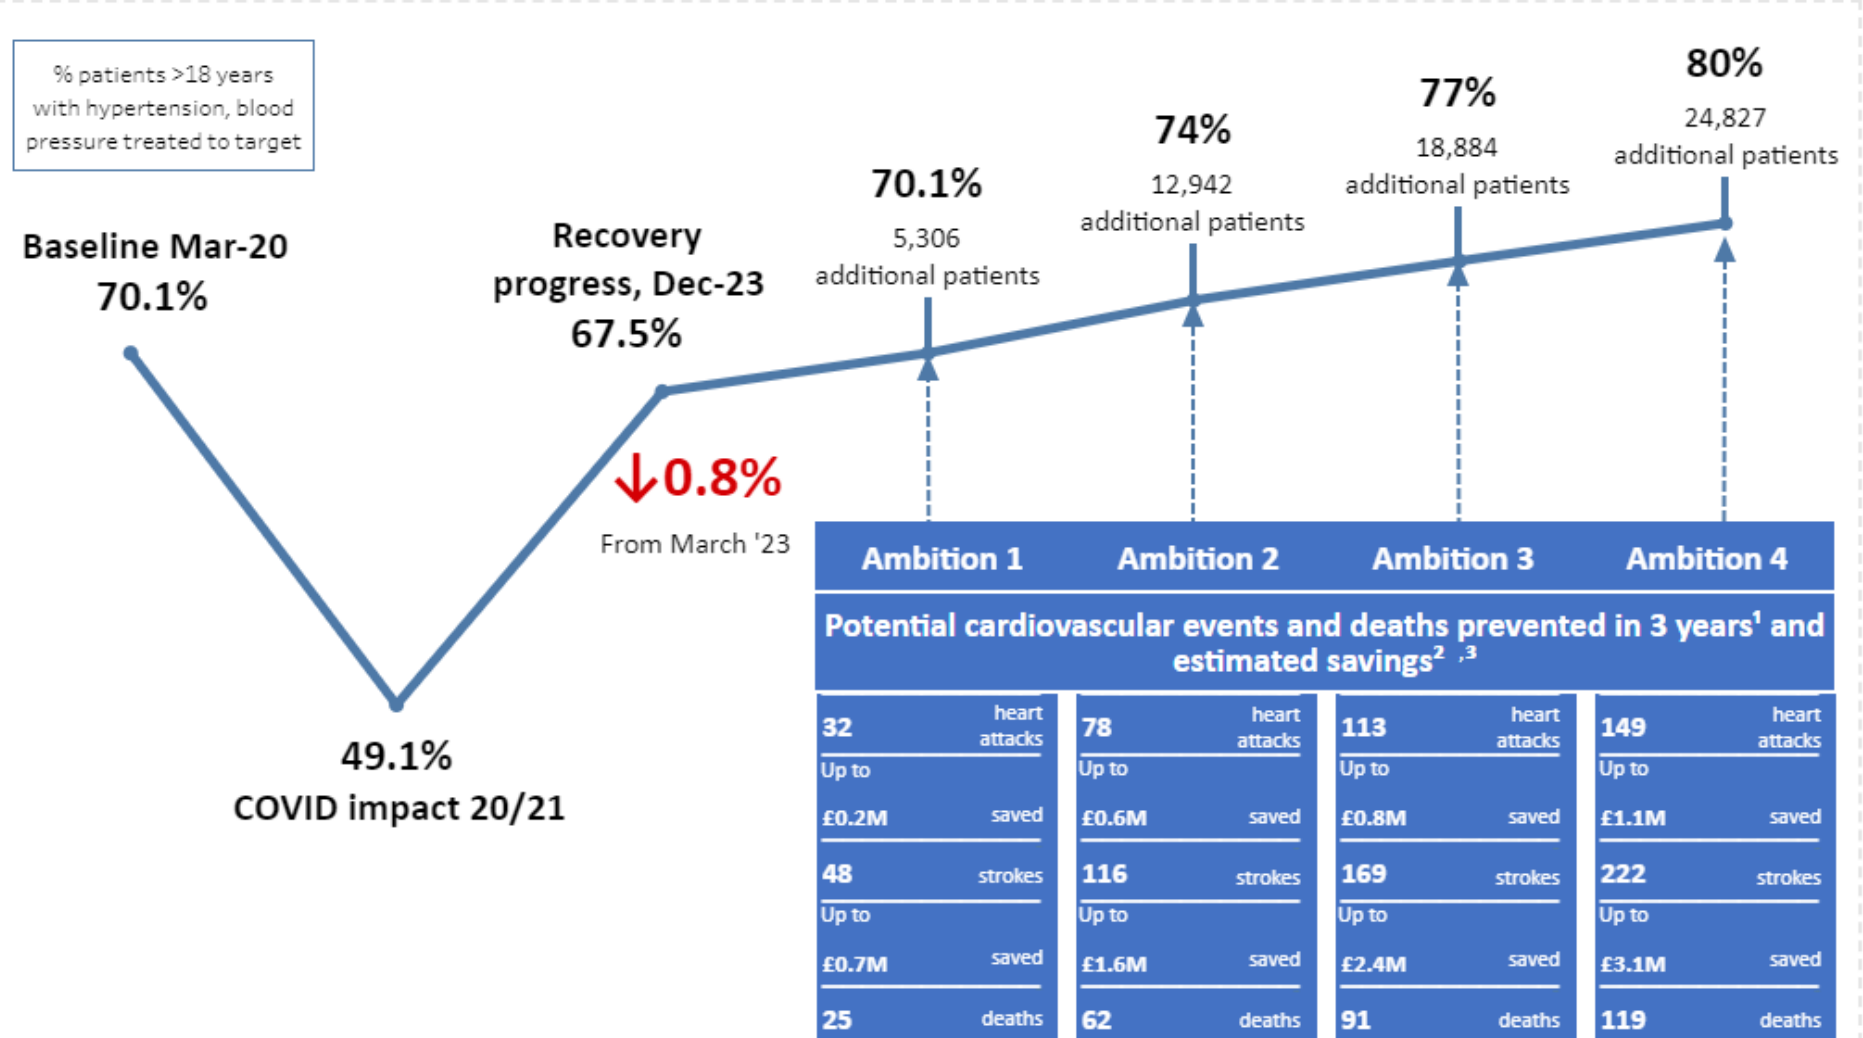 % patients >18 years
with hypertension, blood
pressure treated to target
Baseline Mar-20
70.1%
49.1%
COVID impact 20/21
Recovery
progress, Dec-23
67.5%
↓0.8%
From March '23
70.1%
5,306
additional patients
74%
12,942
additional patients
77%
18,884
additional patients
80%
24,827
additional patients
Ambition 1 Ambition 2 Ambition 3 Ambition 4
Potential cardiovascular events and deaths prevented in 3 years¹ and
estimated savings² ,³
32 heart attacks 78 heart attacks 113 heart attacks 149 heart attacks
Up to Up to Up to Up to
£0.2M saved £0.6M saved £0.8M saved £1.1M saved
48 strokes 116 strokes 169 strokes 222 strokes
Up to Up to Up to Up to
£0.7M saved £1.6M saved £2.4M saved £3.1M saved
25 deaths 62 deaths 91 deaths 119 deaths